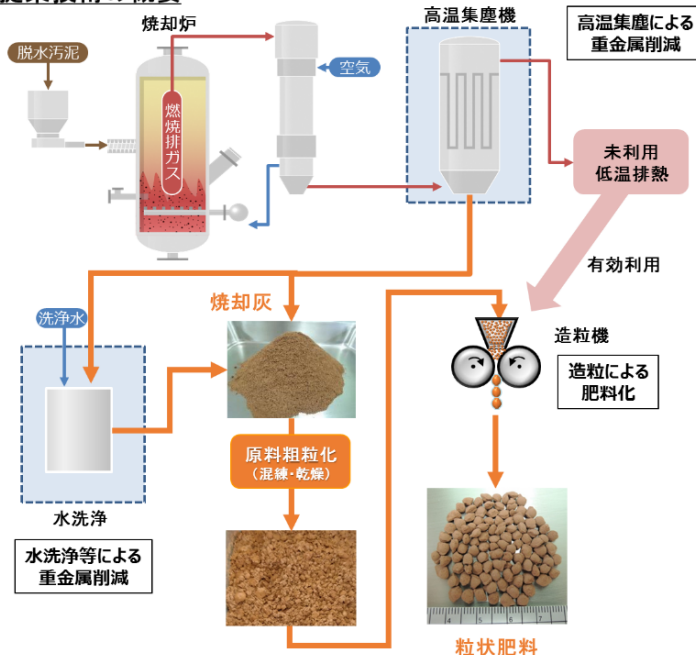 焼却炉
高温集塵機
高温集塵による
重金属削減
脱水汚泥
空気
燃焼排ガス
未利用
低温排熱
有効利用
焼却灰
洗浄水
造粒機
造粒による
肥料化
原料粗粒化
(混練・乾燥)
水洗浄
水洗浄等による
重金属削減
4 5 6 7
粒状肥料